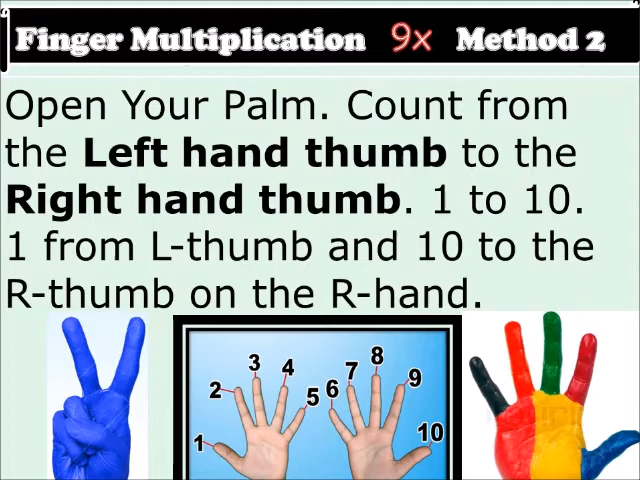 Finger Multiplication 9x Method 2
Open Your Palm. Count from
the Left hand thumb to the
Right hand thumb. 1 to 10.
1 from L-thumb and 10 to the
R-thumb on the R-hand.
1 2 3 4 5 6 7 8 9 10